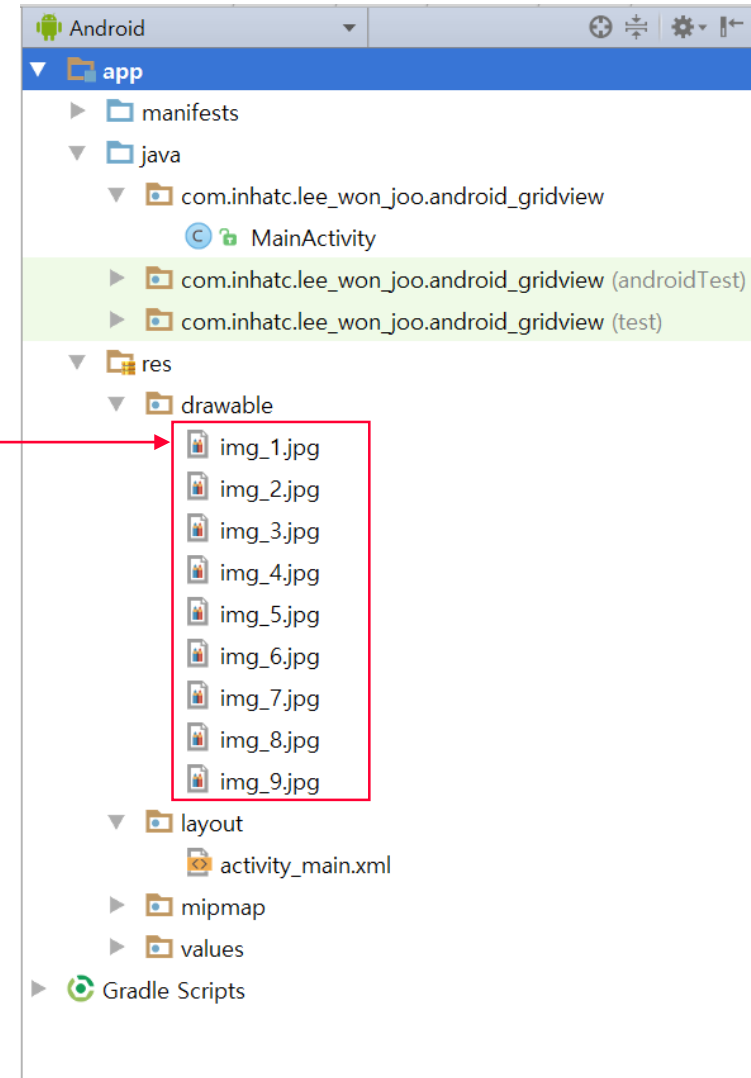 Android
app
manifests
java
com.inhatc.lee_won_joo.android_gridview
C MainActivity
com.inhatc.lee_won_joo.android_gridview (androidTest)
com.inhatc.lee_won_joo.android_gridview (test)
res
drawable
img_1.jpg
img_2.jpg
img_3.jpg
img_4.jpg
img_5.jpg
img_6.jpg
img_7.jpg
img_8.jpg
img_9.jpg
layout
activity_main.xml
mipmap
values
Gradle Scripts